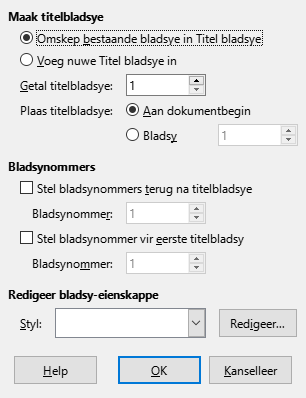 Maak titelbladsye
Omskep bestaande bladsye in Titel bladsye
Voeg nuwe Titel bladsye in
Getal titelbladsye: 1
Plaas titelbladsye: Aan dokumentbegin
Bladsy 1
Bladsynommers
Stel bladsynommers terug na titelbladsye
Bladsynommer: 1
Stel bladsynommer vir eerste titelbladsy
Bladsynommer: 1
Redigeer bladsy-eienskappe
Styl: Redigeer...
Help OK Kanselleer